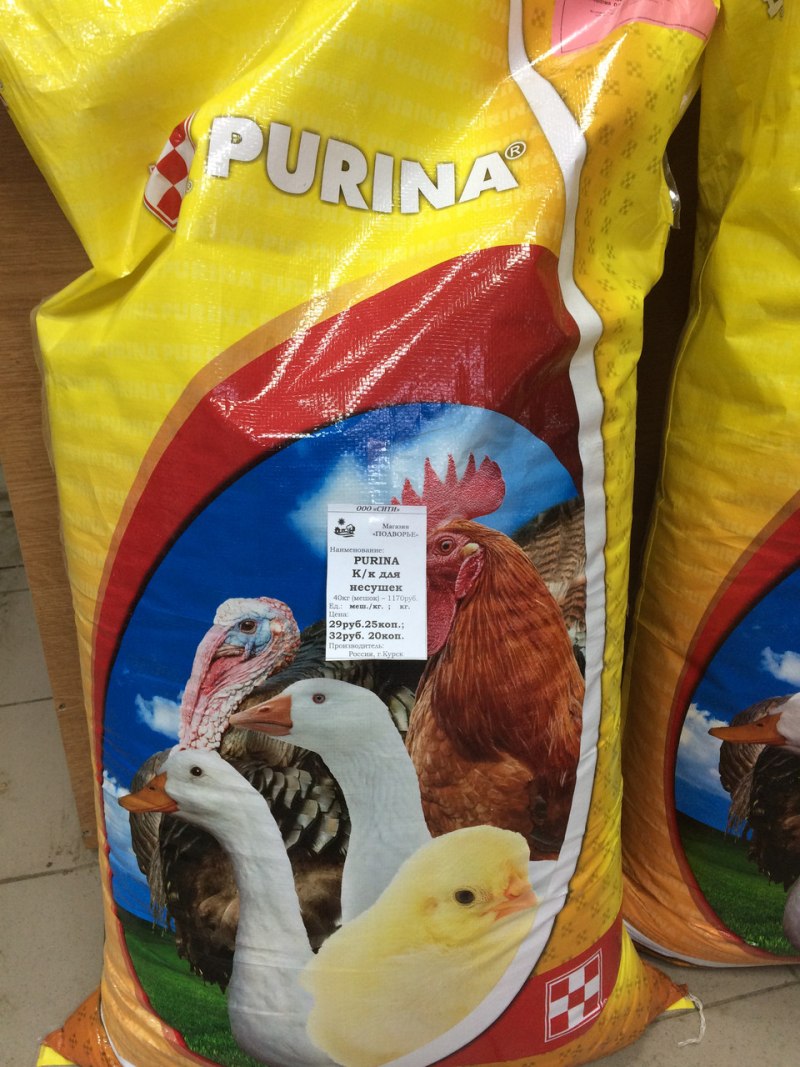 PURINA®
ООО «СИТИ»
Магазин
«ПОДВОРЬЕ»
Наименование:
PURINA
К/к для
несушек
40кг (мешок) – 1170руб.
Ед.: меш./кг. ; кг.
Цена:
29руб.25коп.;
32руб. 20коп.
Производитель:
Россия, г.Курск